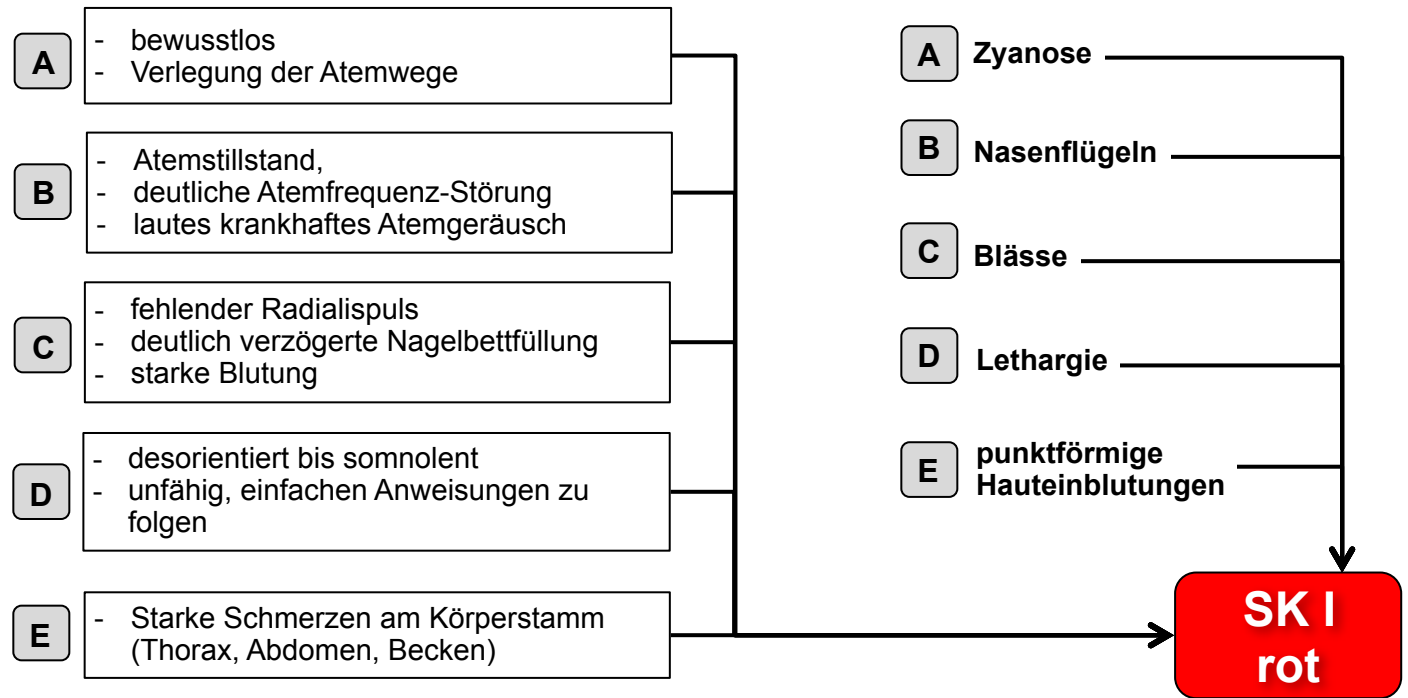 A
- bewusstlos
- Verlegung der Atemwege
B
- Atemstillstand,
- deutliche Atemfrequenz-Störung
- lautes krankhaftes Atemgeräusch
C
- fehlender Radialispuls
- deutlich verzögerte Nagelbettfüllung
- starke Blutung
D
- desorientiert bis somnolent
- unfähig, einfachen Anweisungen zu
folgen
E
- Starke Schmerzen am Körperstamm
(Thorax, Abdomen, Becken)
A Zyanose
B Nasenflügeln
C Blässe
D Lethargie
E punktförmige
Hauteinblutungen
SK I
rot